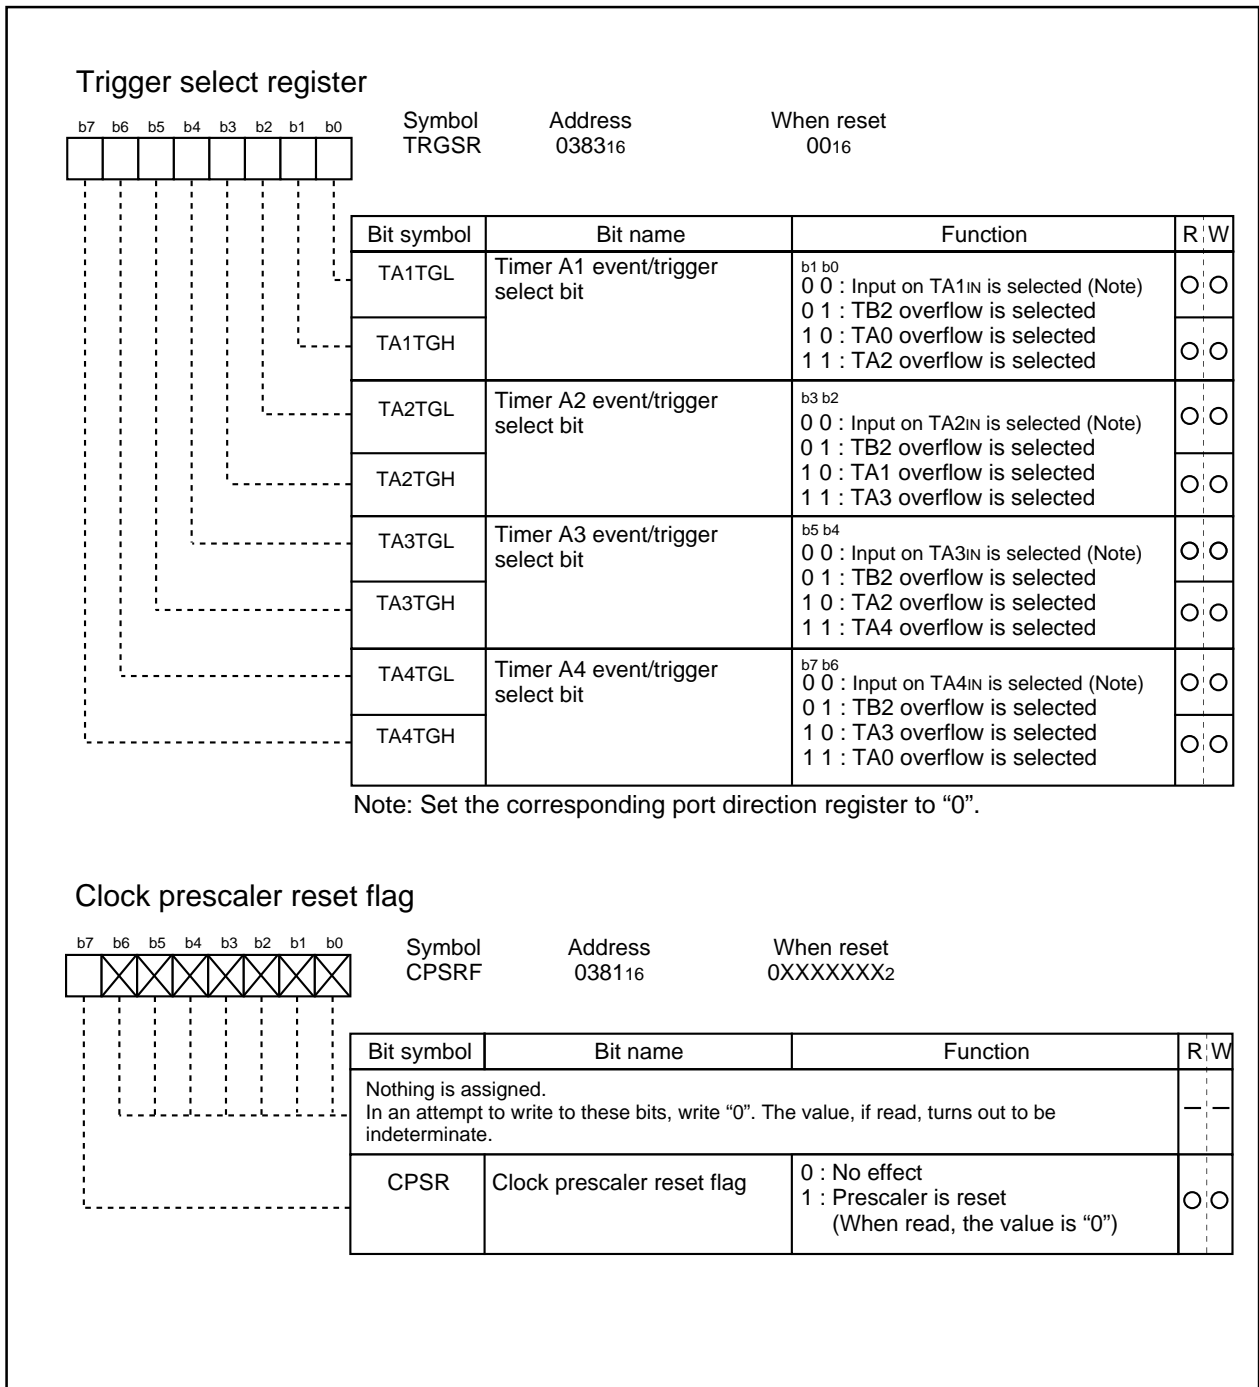 Trigger select register
b7 b6 b5 b4 b3 b2 b1 b0
Symbol Address When reset
TRGSR 038316 0016
Bit symbol Bit name Function R W
TA1TGL Timer A1 event/trigger select bit
b1 b0
0 0 : Input on TA1IN is selected (Note)
0 1 : TB2 overflow is selected
TA1TGH
1 0 : TA0 overflow is selected
1 1 : TA2 overflow is selected
TA2TGL Timer A2 event/trigger select bit
b3 b2
0 0 : Input on TA2IN is selected (Note)
0 1 : TB2 overflow is selected
TA2TGH
1 0 : TA1 overflow is selected
1 1 : TA3 overflow is selected
TA3TGL Timer A3 event/trigger select bit
b5 b4
0 0 : Input on TA3IN is selected (Note)
0 1 : TB2 overflow is selected
TA3TGH
1 0 : TA2 overflow is selected
1 1 : TA4 overflow is selected
TA4TGL Timer A4 event/trigger select bit
b7 b6
0 0 : Input on TA4IN is selected (Note)
0 1 : TB2 overflow is selected
TA4TGH
1 0 : TA3 overflow is selected
1 1 : TA0 overflow is selected
Note: Set the corresponding port direction register to “0”.
Clock prescaler reset flag
b7 b6 b5 b4 b3 b2 b1 b0
Symbol Address When reset
CPSRF 038116 0XXXXXXX2
Bit symbol Bit name Function R W
Nothing is assigned.
In an attempt to write to these bits, write “0”. The value, if read, turns out to be
indeterminate.
CPSR Clock prescaler reset flag
0 : No effect
1 : Prescaler is reset
(When read, the value is “0”)